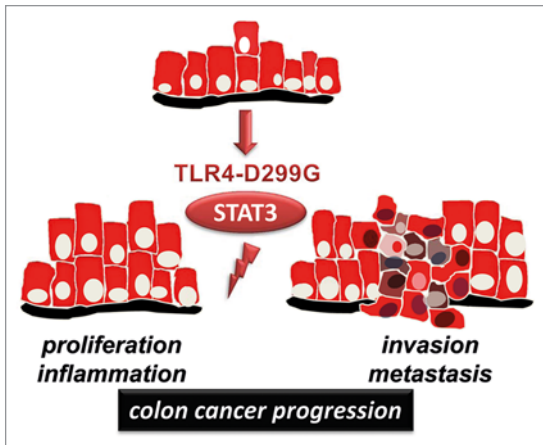 TLR4-D299G
STAT3
proliferation
inflammation
invasion
metastasis
colon cancer progression